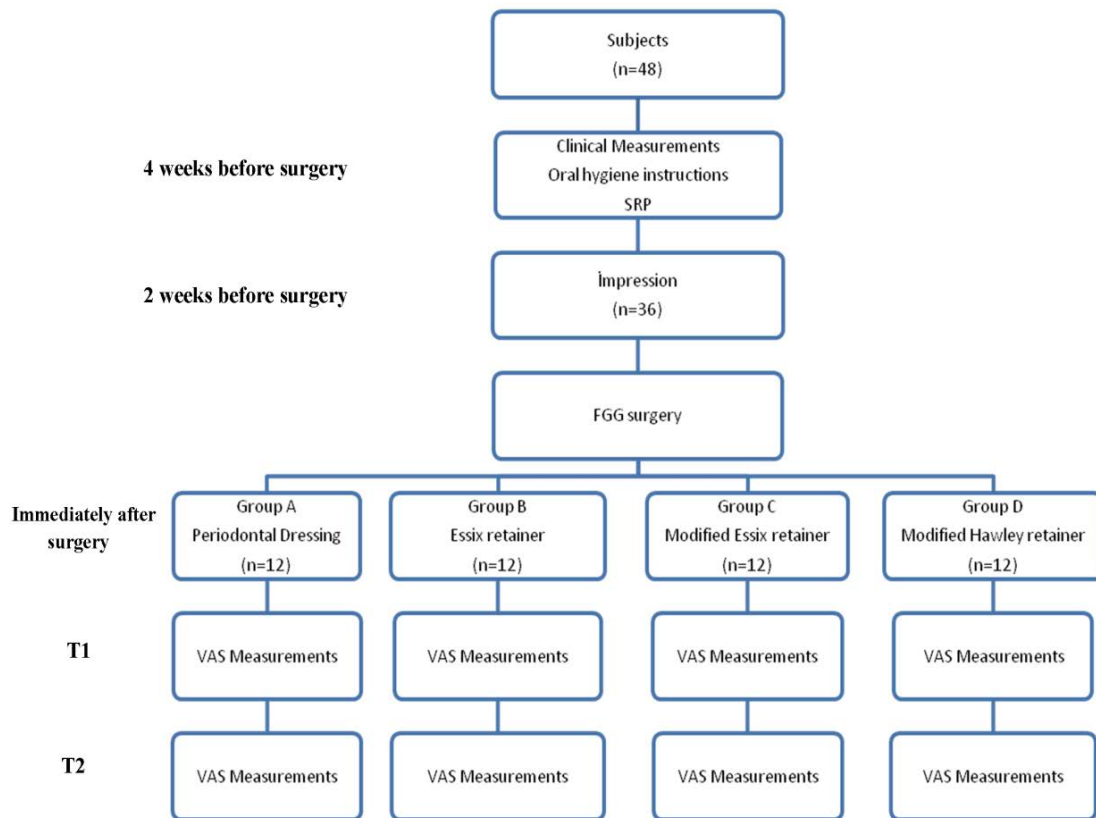 Subjects
(n=48)
4 weeks before surgery
Clinical Measurements
Oral hygiene instructions
SRP
2 weeks before surgery
İmpression
(n=36)
FGG surgery
Immediately after
surgery
Group A
Periodontal Dressing
(n=12)
Group B
Essix retainer
(n=12)
Group C
Modified Essix retainer
(n=12)
Group D
Modified Hawley retainer
(n=12)
T1
VAS Measurements
VAS Measurements
VAS Measurements
VAS Measurements
T2
VAS Measurements
VAS Measurements
VAS Measurements
VAS Measurements